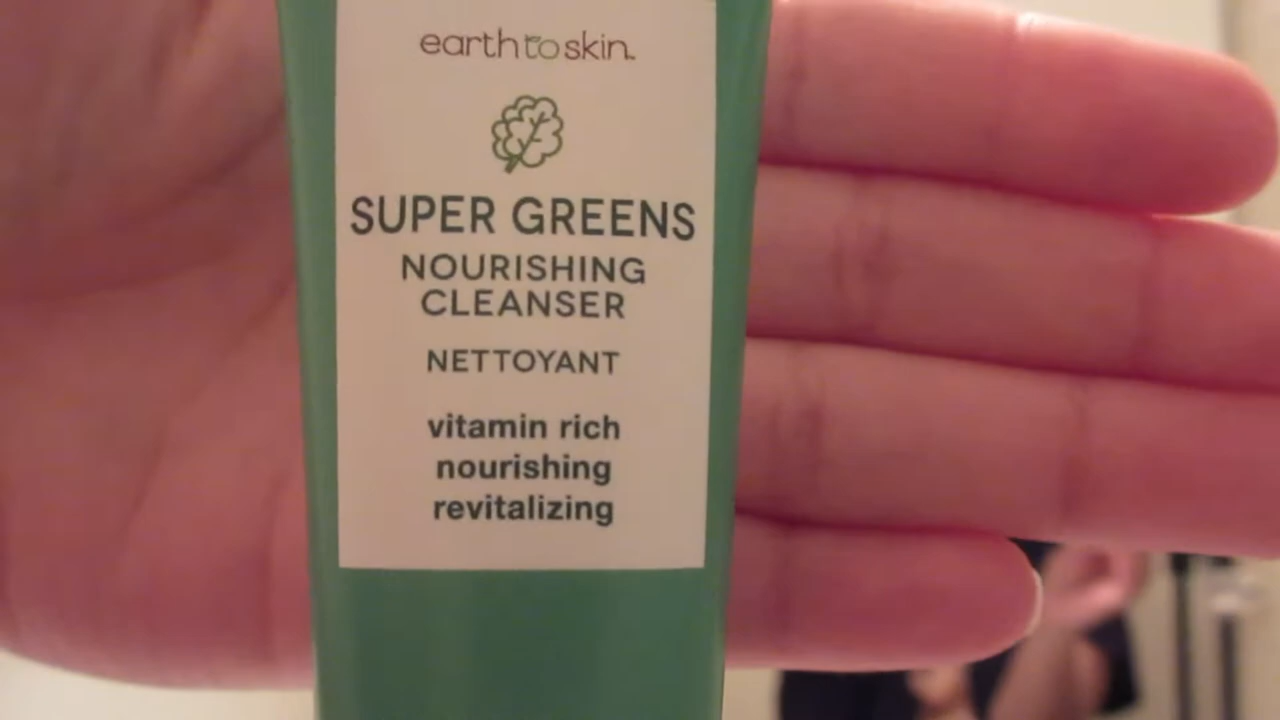 earth to skin.
SUPER GREENS
NOURISHING
CLEANSER
NETTOYANT
vitamin rich
nourishing
revitalizing